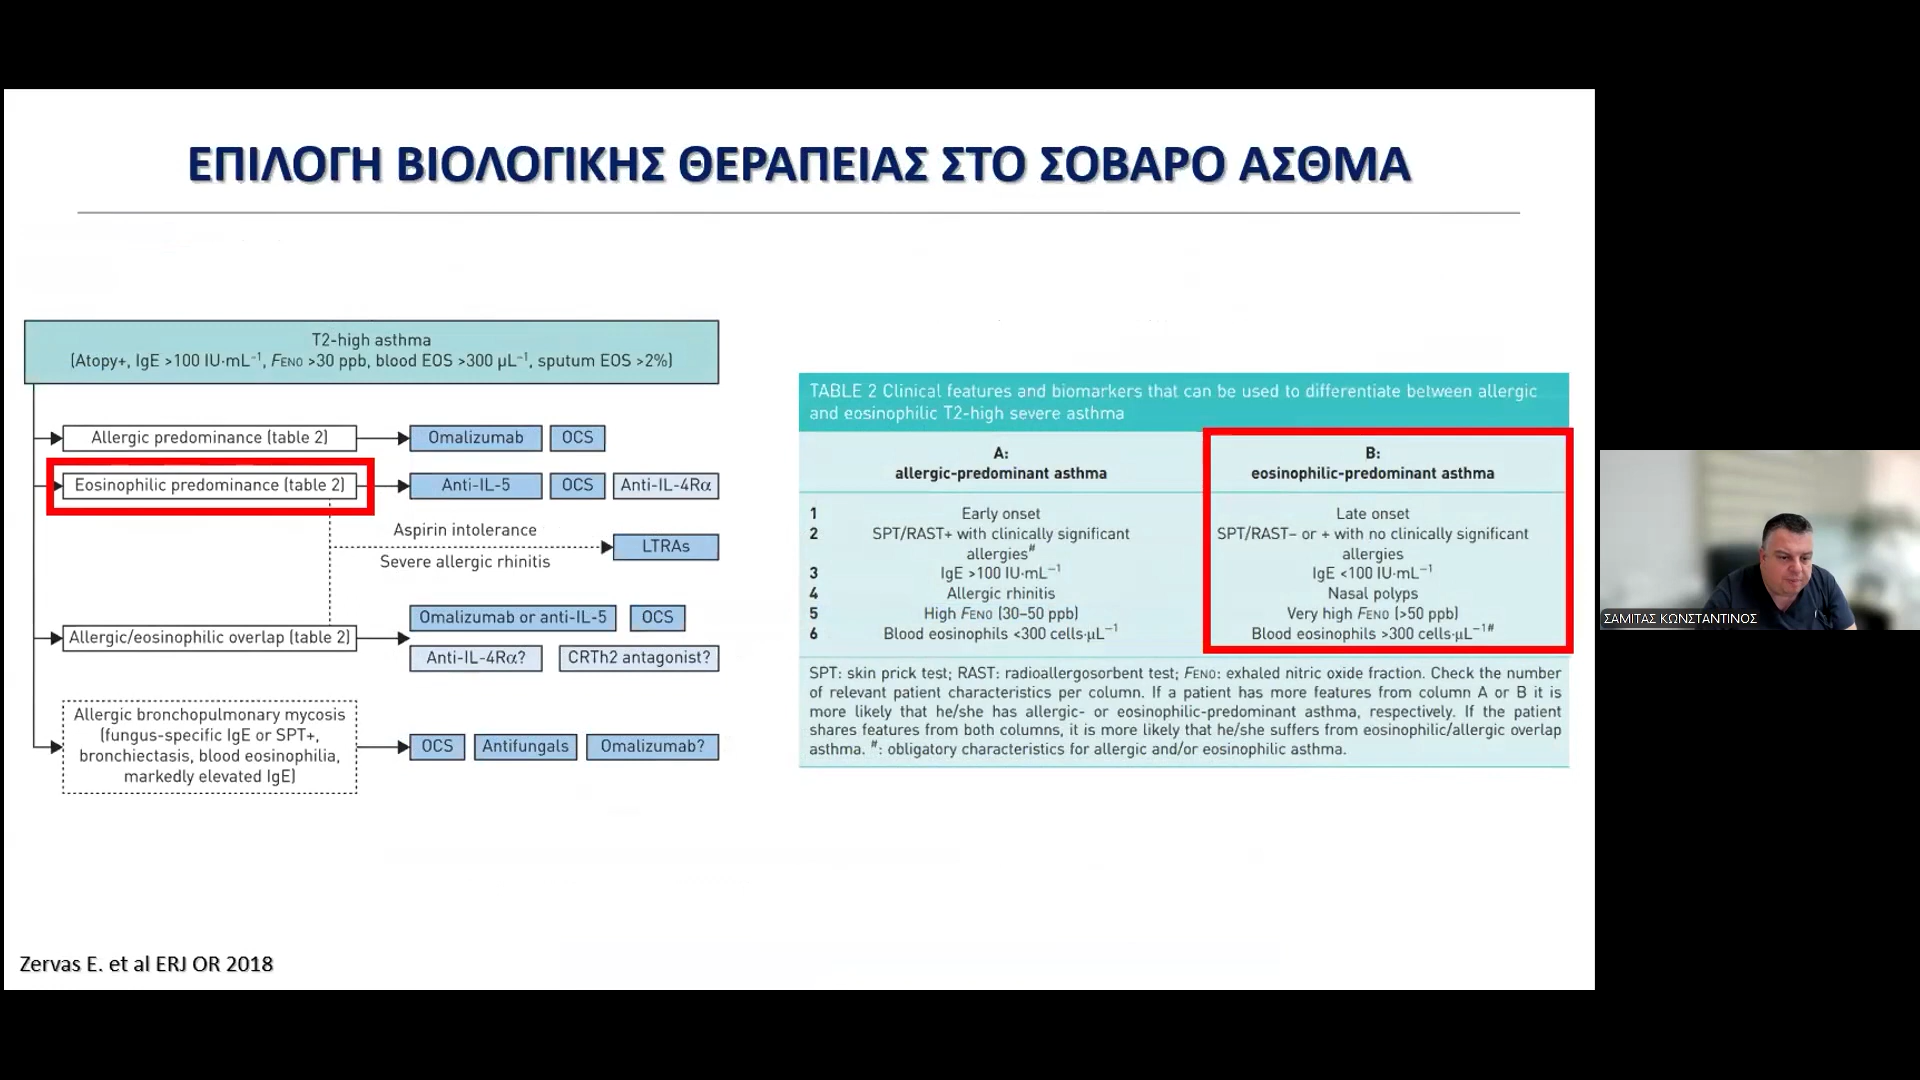 ΕΠΙΛΟΓΗ ΒΙΟΛΟΓΙΚΗΣ ΘΕΡΑΠΕΙΑΣ ΣΤΟ ΣΟΒΑΡΟ ΑΣΘΜΑ
T2-high asthma
(Atopy+, IgE >100 IU·mL⁻¹, FENO >30 ppb, blood EOS >300 µL⁻¹, sputum EOS >2%)
Allergic predominance (table 2)
Omalizumab
OCS
Eosinophilic predominance (table 2)
Anti-IL-5
OCS
Anti-IL-4Rα
Aspirin intolerance
Severe allergic rhinitis
LTRAs
Allergic/eosinophilic overlap (table 2)
Omalizumab or anti-IL-5
OCS
Anti-IL-4Rα?
CRTh2 antagonist?
Allergic bronchopulmonary mycosis
(fungus-specific IgE or SPT+,
bronchiectasis, blood eosinophilia,
markedly elevated IgE)
OCS
Antifungals
Omalizumab?
TABLE 2 Clinical features and biomarkers that can be used to differentiate between allergic
and eosinophilic T2-high severe asthma
A:
allergic-predominant asthma
B:
eosinophilic-predominant asthma
1 Early onset Late onset
2 SPT/RAST+ with clinically significant SPT/RAST– or + with no clinically significant
allergies# allergies
3 IgE >100 IU·mL⁻¹ IgE <100 IU·mL⁻¹
4 Allergic rhinitis Nasal polyps
5 High FENO (30–50 ppb) Very high FENO (>50 ppb)
6 Blood eosinophils <300 cells·µL⁻¹ Blood eosinophils >300 cells·µL⁻¹#
SPT: skin prick test; RAST: radioallergosorbent test; FENO: exhaled nitric oxide fraction. Check the number
of relevant patient characteristics per column. If a patient has more features from column A or B it is
more likely that he/she has allergic- or eosinophilic-predominant asthma, respectively. If the patient
shares features from both columns, it is more likely that he/she suffers from eosinophilic/allergic overlap
asthma. #: obligatory characteristics for allergic and/or eosinophilic asthma.
Zervas E. et al ERJ OR 2018
ΣΑΜΙΤΑΣ ΚΩΝΣΤΑΝΤΙΝΟΣ